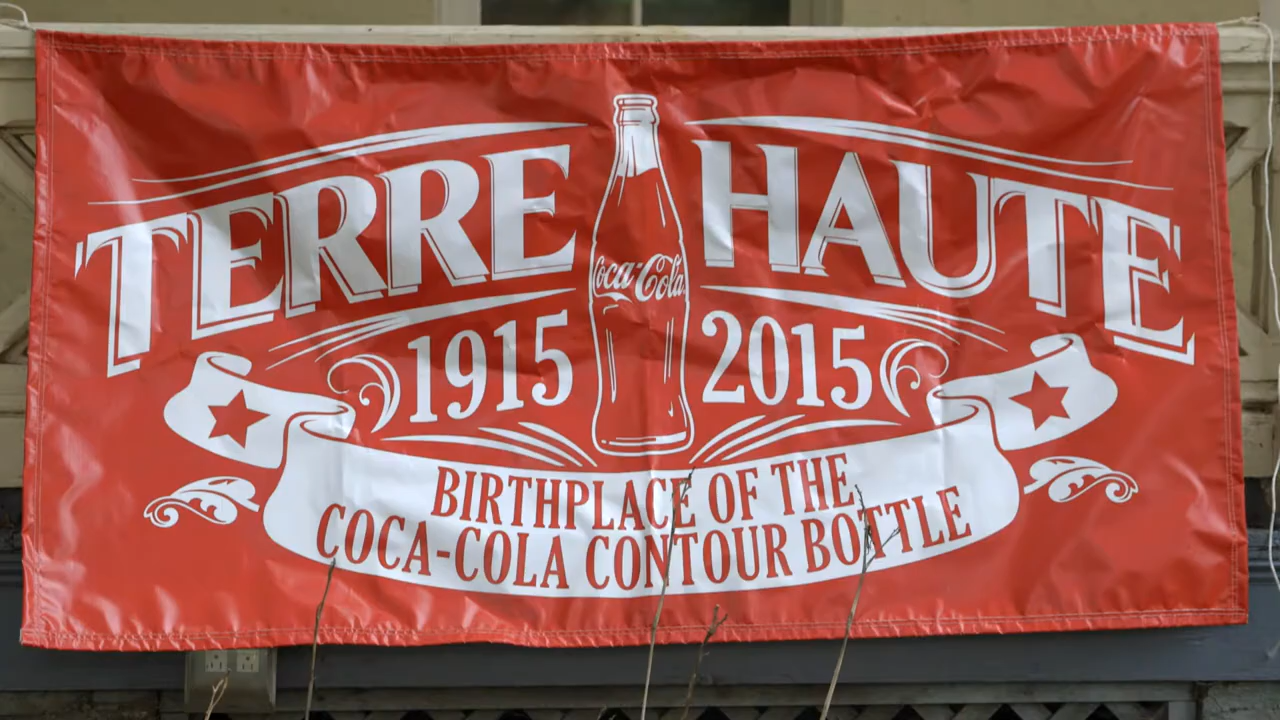 TERRE HAUTE
Coca-Cola
1915 2015
BIRTHPLACE OF THE
COCA-COLA CONTOUR BOTTLE